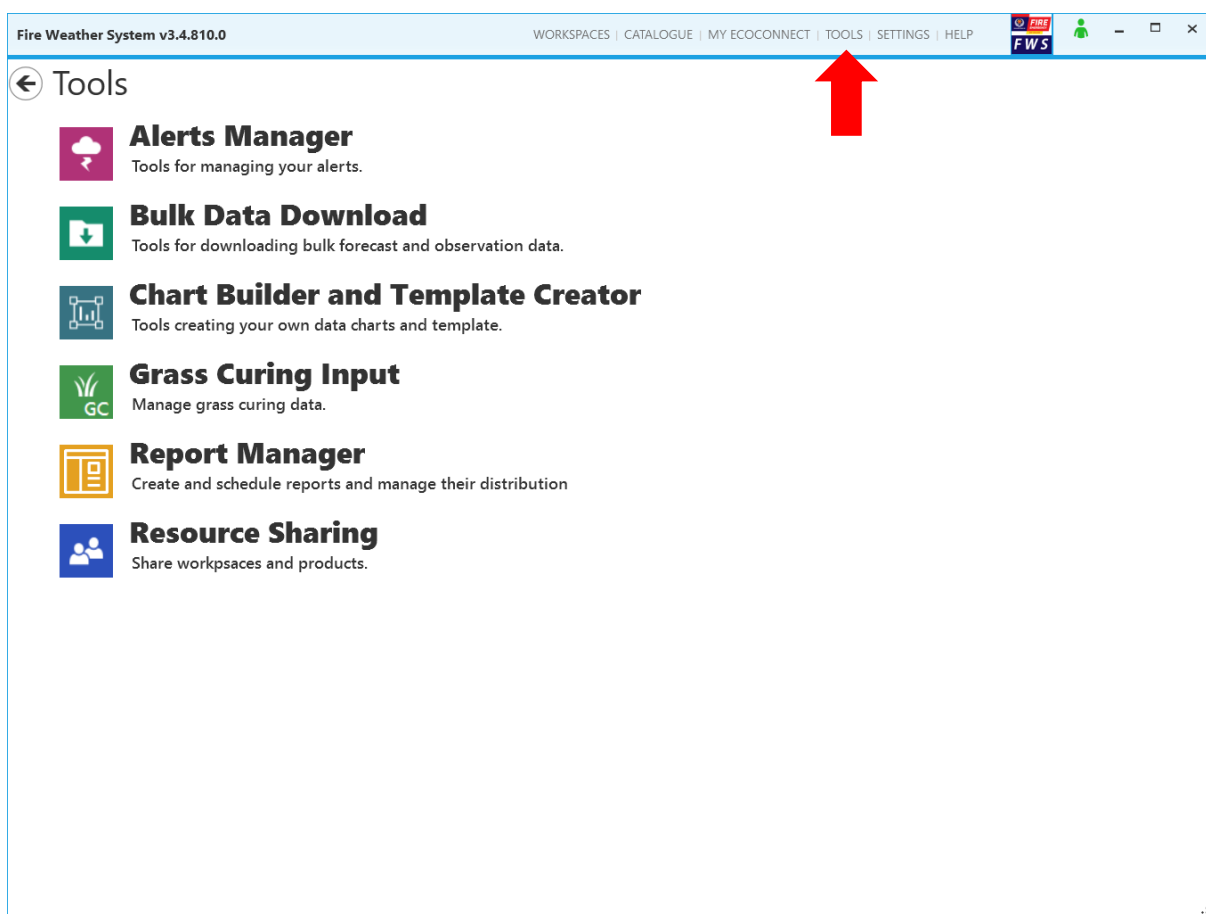 Fire Weather System v3.4.810.0
WORKSPACES | CATALOGUE | MY ECOCONNECT | TOOLS | SETTINGS | HELP
FIRE
FWS
Tools
Alerts Manager
Tools for managing your alerts.
Bulk Data Download
Tools for downloading bulk forecast and observation data.
Chart Builder and Template Creator
Tools creating your own data charts and template.
GC
Grass Curing Input
Manage grass curing data.
Report Manager
Create and schedule reports and manage their distribution
Resource Sharing
Share workpsaces and products.